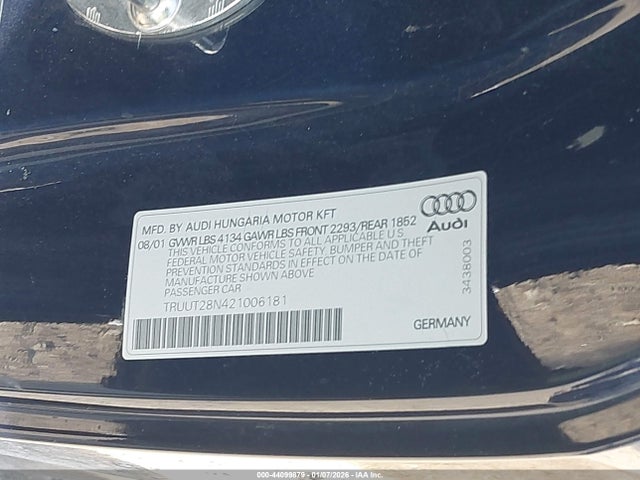 MFD. BY AUDI HUNGARIA MOTOR KFT
08/01 GVWR LBS 4134 GAWR LBS FRONT 2293/REAR 1852
THIS VEHICLE CONFORMS TO ALL APPLICABLE U.S.
FEDERAL MOTOR VEHICLE SAFETY, BUMPER AND THEFT
PREVENTION STANDARDS IN EFFECT ON THE DATE OF
MANUFACTURE SHOWN ABOVE
PASSENGER CAR
TRUUT28N421006181
Audi
3438003
GERMANY
000-44099879 - 01/07/2026 - IAA Inc.